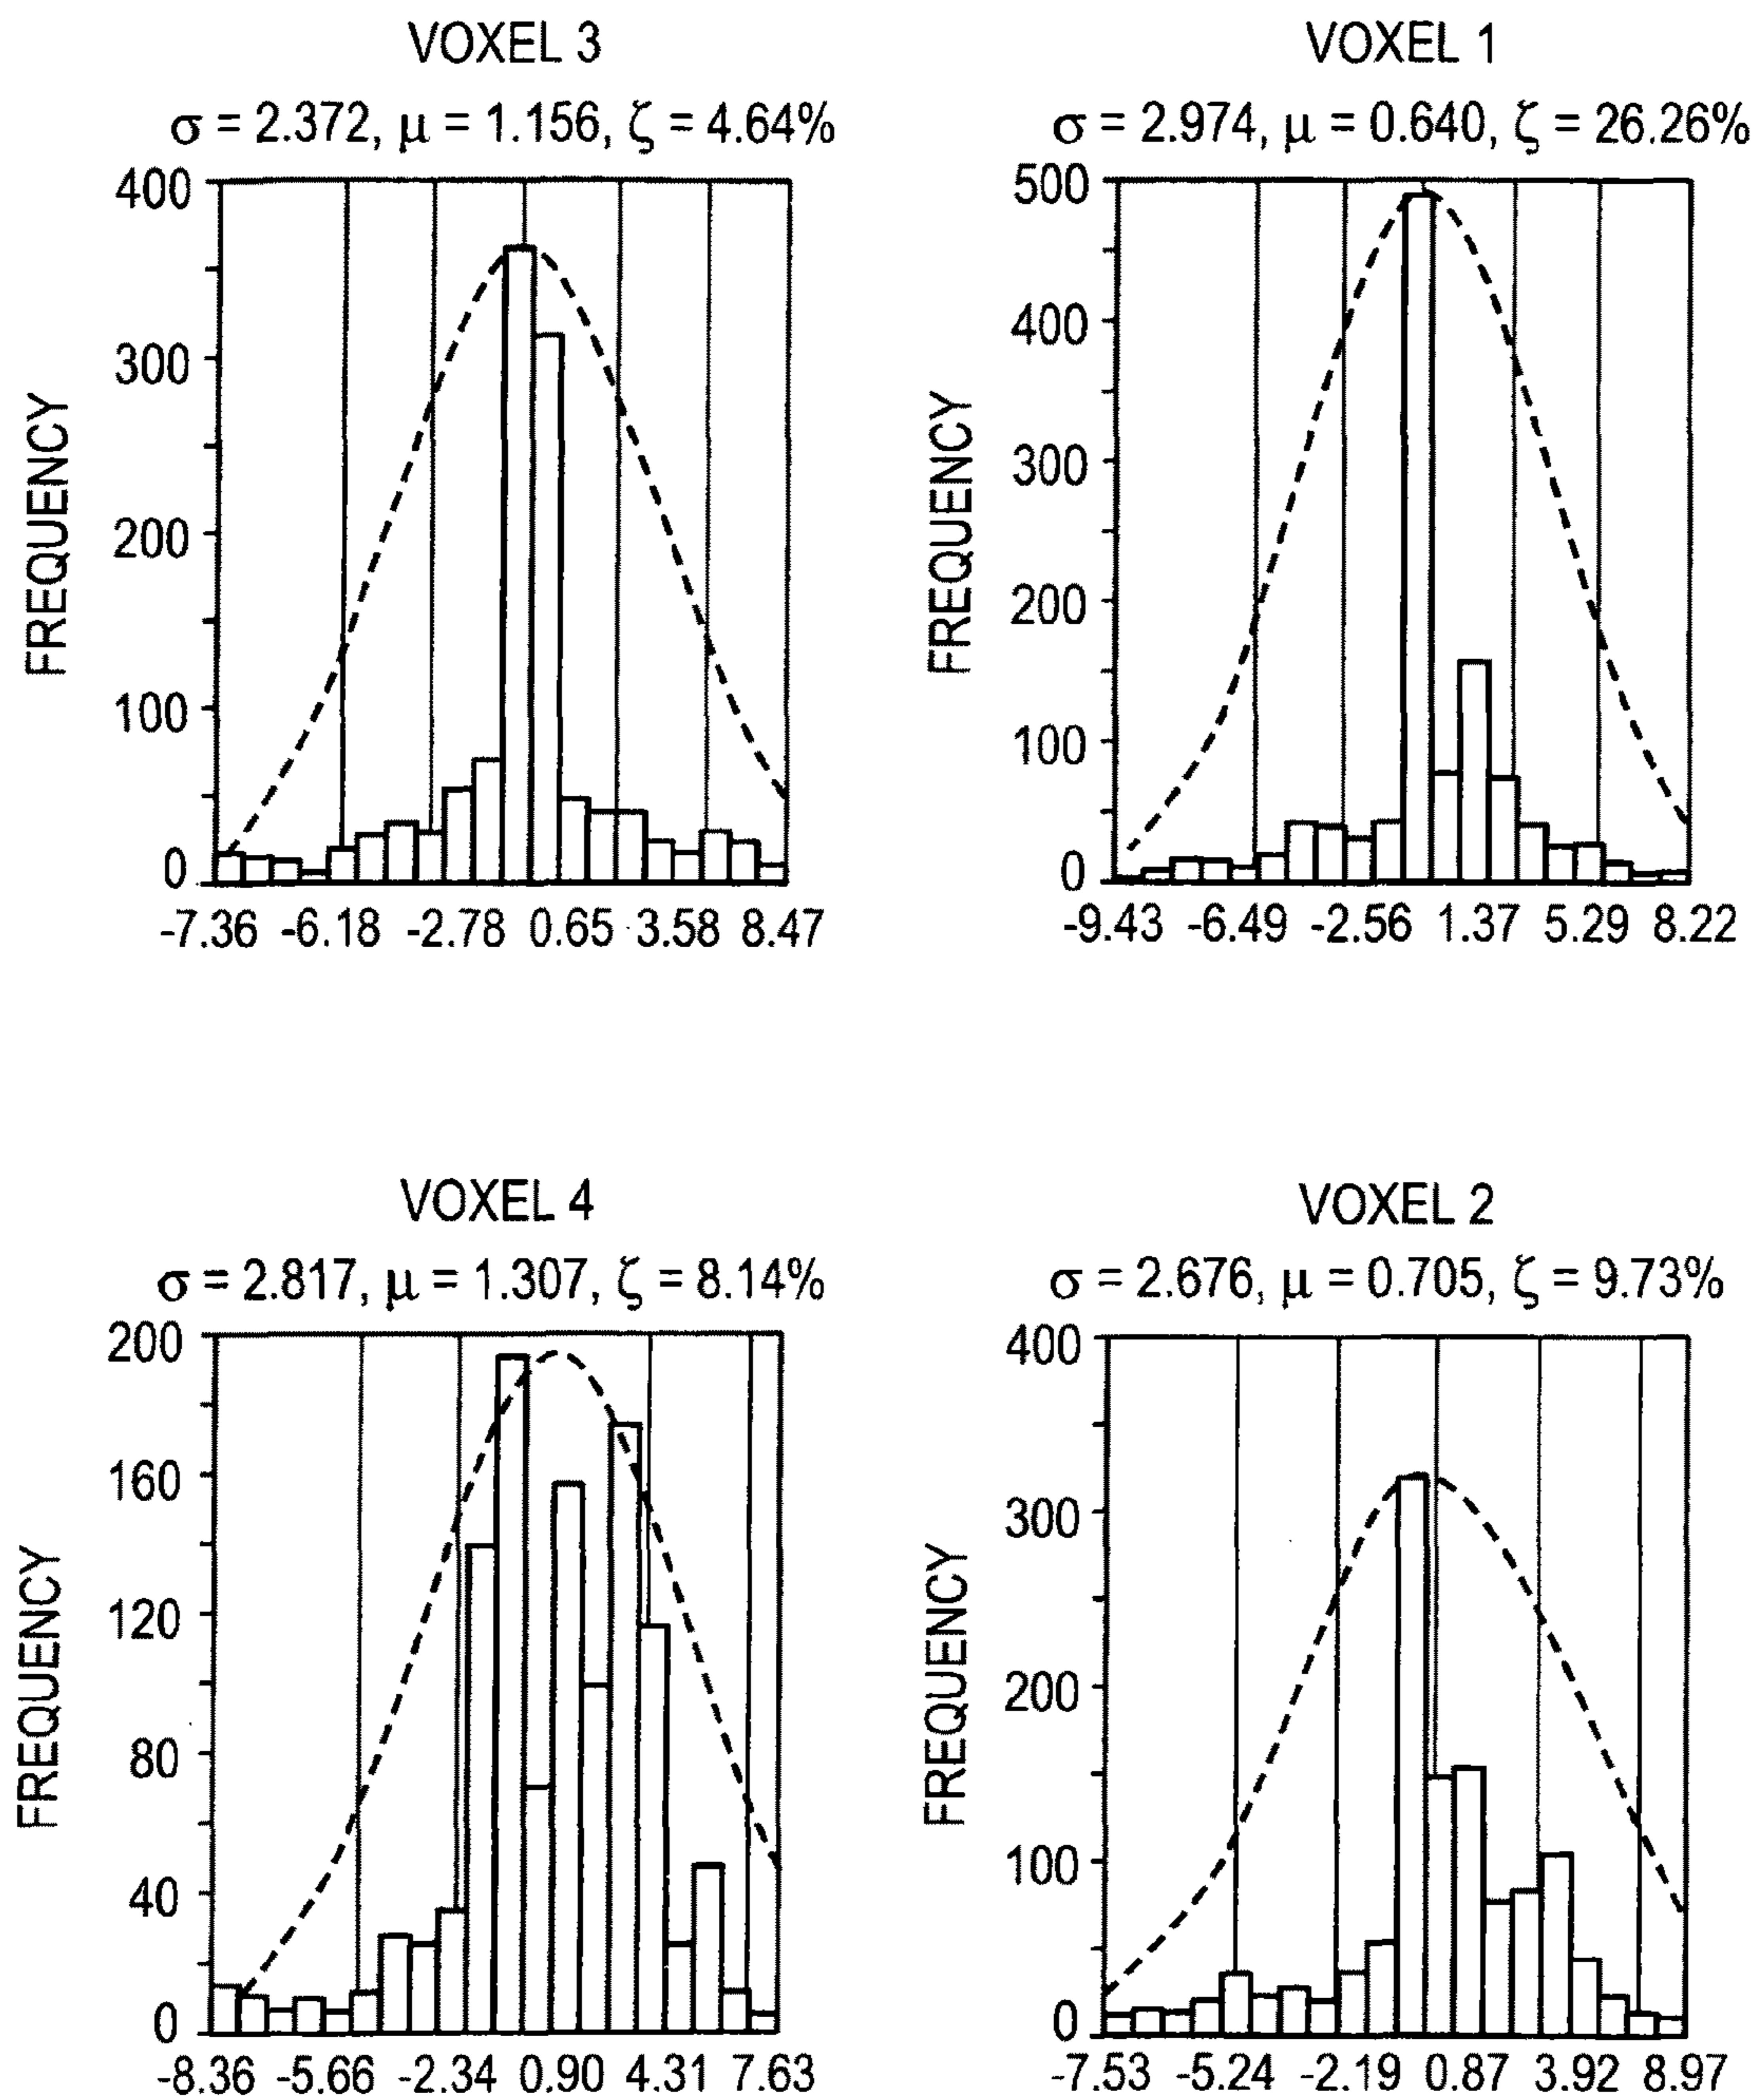 VOXEL 3
σ = 2.372, μ = 1.156, ζ = 4.64%
400
300
200
100
0
FREQUENCY
-7.36 -6.18 -2.78 0.65 3.58 8.47
VOXEL 1
σ = 2.974, μ = 0.640, ζ = 26.26%
500
400
300
200
100
0
FREQUENCY
-9.43 -6.49 -2.56 1.37 5.29 8.22
VOXEL 4
σ = 2.817, μ = 1.307, ζ = 8.14%
200
160
120
80
40
0
FREQUENCY
-8.36 -5.66 -2.34 0.90 4.31 7.63
VOXEL 2
σ = 2.676, μ = 0.705, ζ = 9.73%
400
300
200
100
0
FREQUENCY
-7.53 -5.24 -2.19 0.87 3.92 8.97